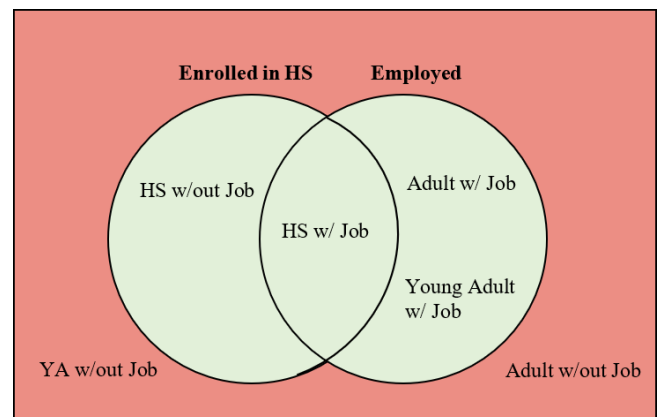 Enrolled in HS
Employed
HS w/out Job
Adult w/ Job
HS w/ Job
Young Adult
w/ Job
YA w/out Job
Adult w/out Job